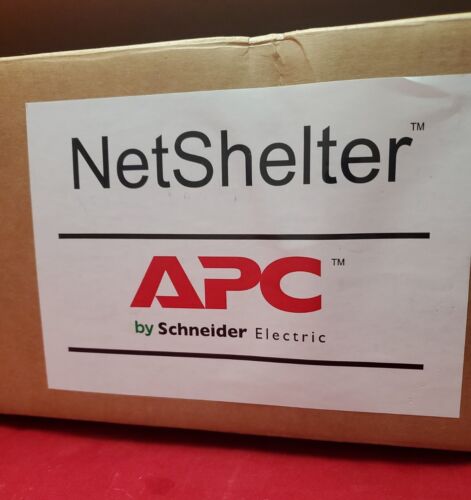 NetShelter™
APC™
by Schneider Electric